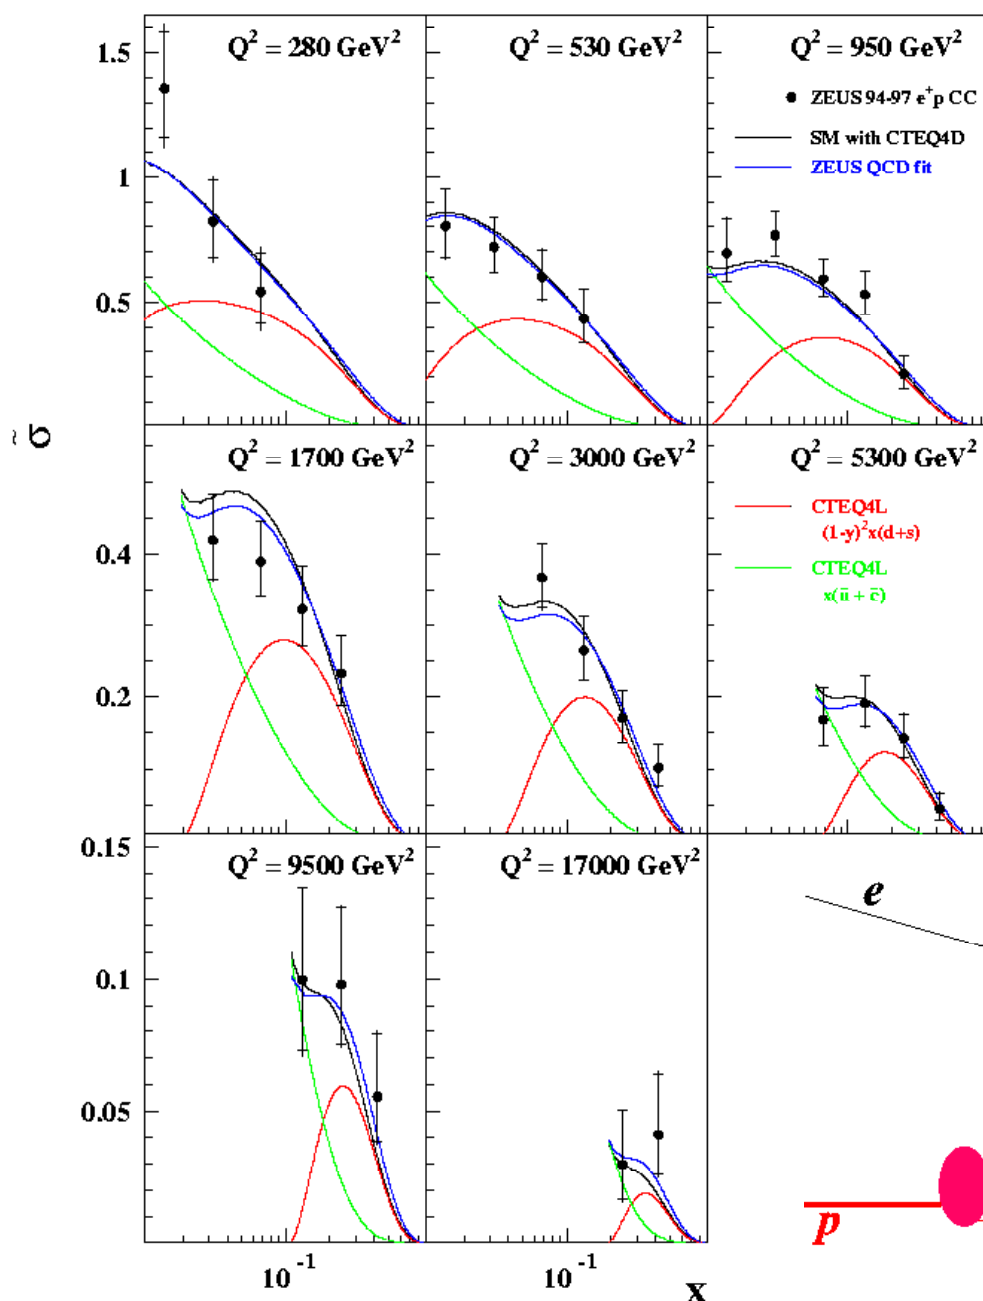 Q² = 280 GeV²
Q² = 530 GeV²
Q² = 950 GeV²
1.5
ZEUS 94-97 e⁺p CC
SM with CTEQ4D
1
ZEUS QCD fit
0.5
σ̃
Q² = 1700 GeV²
Q² = 3000 GeV²
Q² = 5300 GeV²
CTEQ4L
(1-y)²x(d+s)
0.4
CTEQ4L
x(ū + c̄)
0.2
0.15
Q² = 9500 GeV²
Q² = 17000 GeV²
e
0.1
0.05
p
10⁻¹
10⁻¹
x